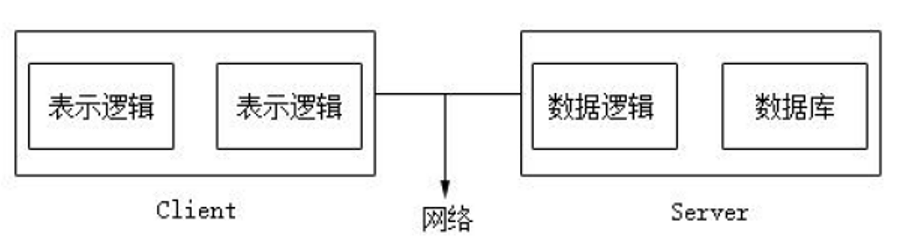 表示逻辑
表示逻辑
数据逻辑
数据库
Client
网络
Server